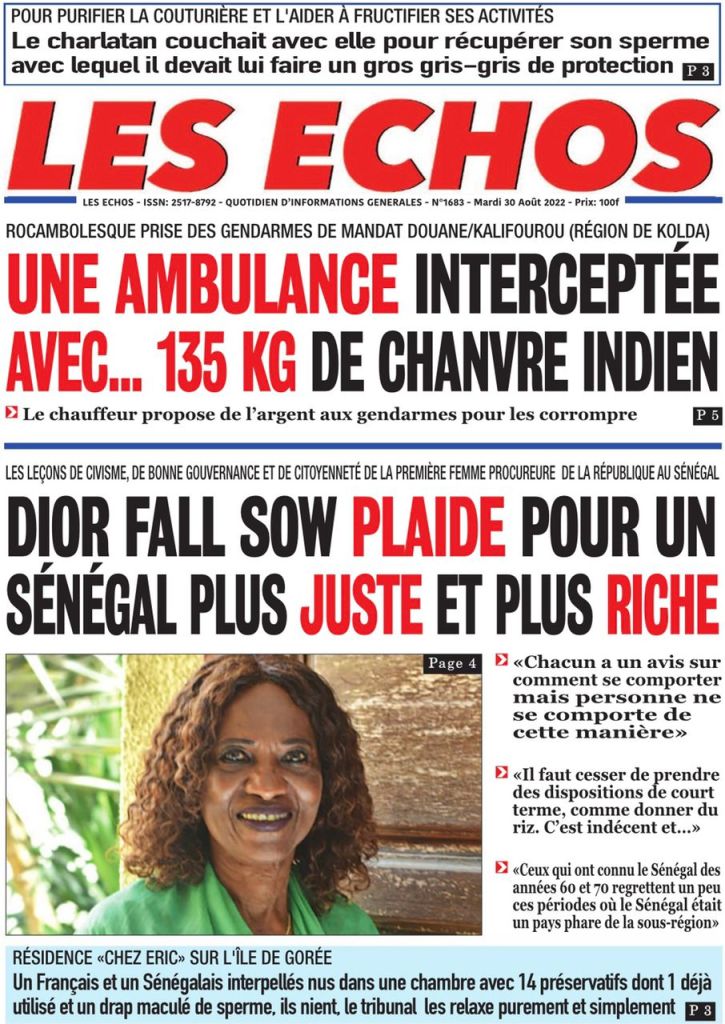 POUR PURIFIER LA COUTURIÈRE ET L'AIDER À FRUCTIFIER SES ACTIVITÉS
Le charlatan couchait avec elle pour récupérer son sperme
avec lequel il devait lui faire un gros gris-gris de protection P 3
LES ECHOS
LES ECHOS - ISSN: 2517-8792 - QUOTIDIEN D'INFORMATIONS GENERALES - N°1683 - Mardi 30 Août 2022 - Prix: 100f
ROCAMBOLESQUE PRISE DES GENDARMES DE MANDAT DOUANE/KALIFOUROU (RÉGION DE KOLDA)
UNE AMBULANCE INTERCEPTÉE
AVEC... 135 KG DE CHANVRE INDIEN
Le chauffeur propose de l'argent aux gendarmes pour les corrompre P 5
LES LEÇONS DE CIVISME, DE BONNE GOUVERNANCE ET DE CITOYENNETÉ DE LA PREMIÈRE FEMME PROCUREURE DE LA RÉPUBLIQUE AU SÉNÉGAL
DIOR FALL SOW PLAIDE POUR UN
SÉNÉGAL PLUS JUSTE ET PLUS RICHE
Page 4
«Chacun a un avis sur
comment se comporter
mais personne ne
se comporte de
cette manière»
«Il faut cesser de prendre
des dispositions de court
terme, comme donner du
riz. C'est indécent et...»
«Ceux qui ont connu le Sénégal des
années 60 et 70 regrettent un peu
ces périodes où le Sénégal était
un pays phare de la sous-région»
RÉSIDENCE «CHEZ ERIC» SUR L'ÎLE DE GORÉE
Un Français et un Sénégalais interpellés nus dans une chambre avec 14 préservatifs dont 1 déjà
utilisé et un drap maculé de sperme, ils nient, le tribunal les relaxe purement et simplement P 3